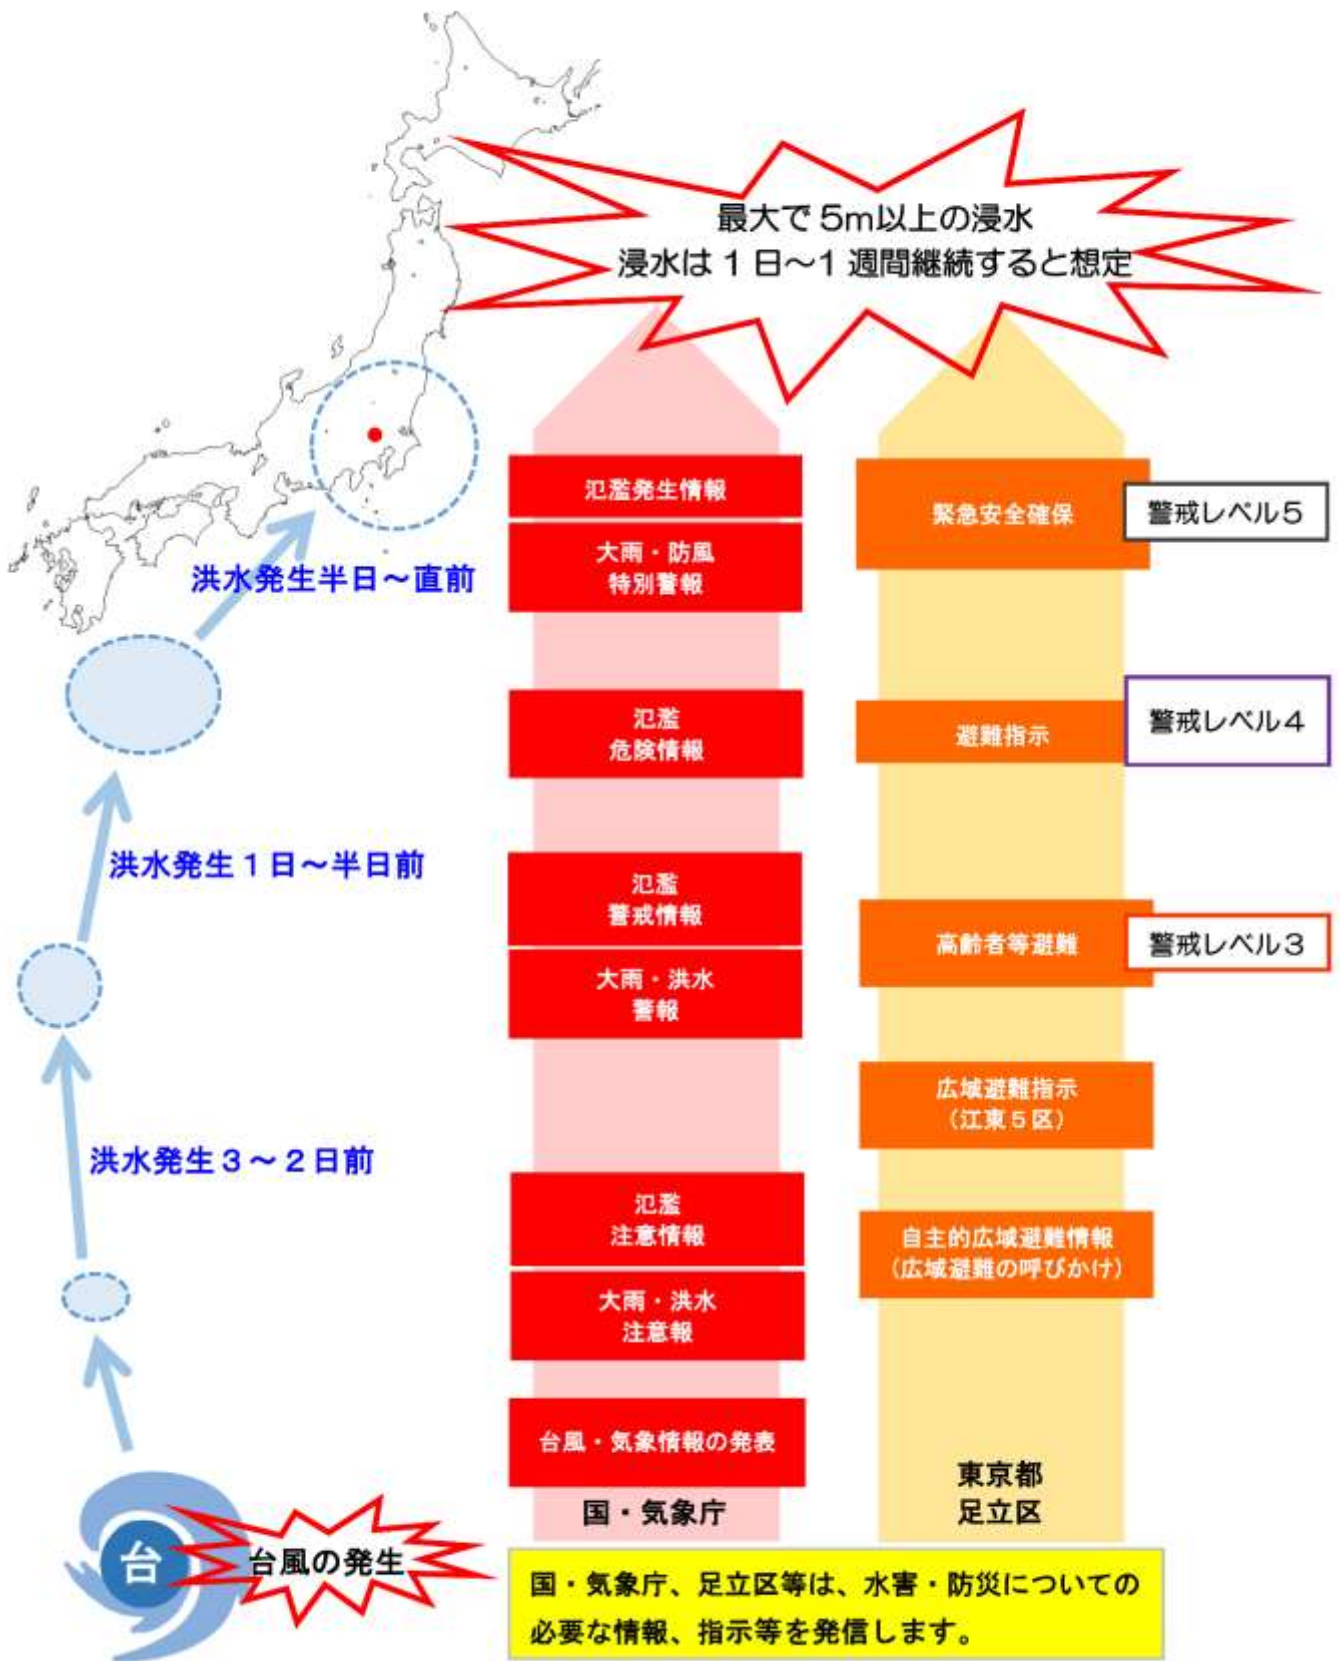 最大で5m以上の浸水
浸水は1日～1週間継続すると想定
氾濫発生情報
大雨・防風
特別警報
緊急安全確保
警戒レベル5
洪水発生半日～直前
氾濫
危険情報
避難指示
警戒レベル4
洪水発生1日～半日前
氾濫
警戒情報
大雨・洪水
警報
高齢者等避難
警戒レベル3
広域避難指示
（江東5区）
洪水発生3～2日前
氾濫
注意情報
大雨・洪水
注意報
自主的広域避難情報
（広域避難の呼びかけ）
台風・気象情報の発表
国・気象庁
東京都
足立区
台
台風の発生
国・気象庁、足立区等は、水害・防災についての
必要な情報、指示等を発信します。